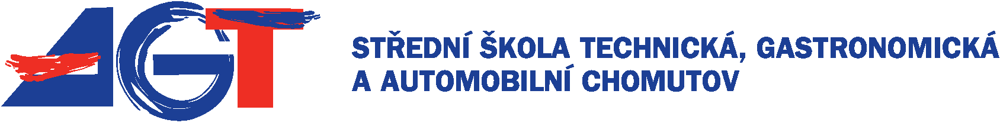 AGT
STŘEDNÍ ŠKOLA TECHNICKÁ, GASTRONOMICKÁ
A AUTOMOBILNÍ CHOMUTOV